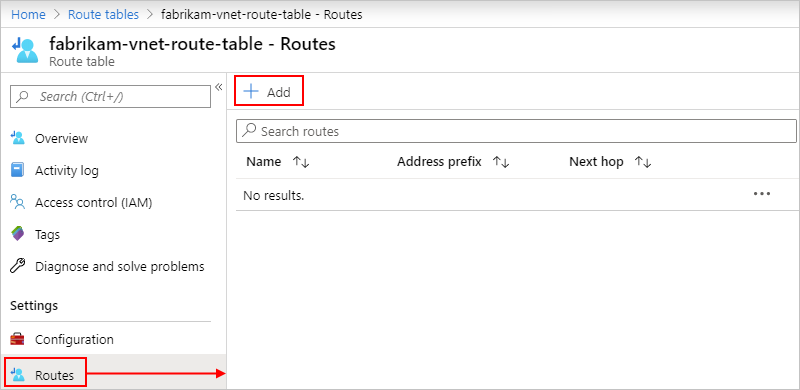 Home > Route tables > fabrikam-vnet-route-table - Routes
fabrikam-vnet-route-table - Routes
Route table
Search (Ctrl+/)
«
Overview
Activity log
Access control (IAM)
Tags
Diagnose and solve problems
Settings
Configuration
Routes
+ Add
Search routes
Name ↑↓ Address prefix ↑↓ Next hop ↑↓
No results. ...